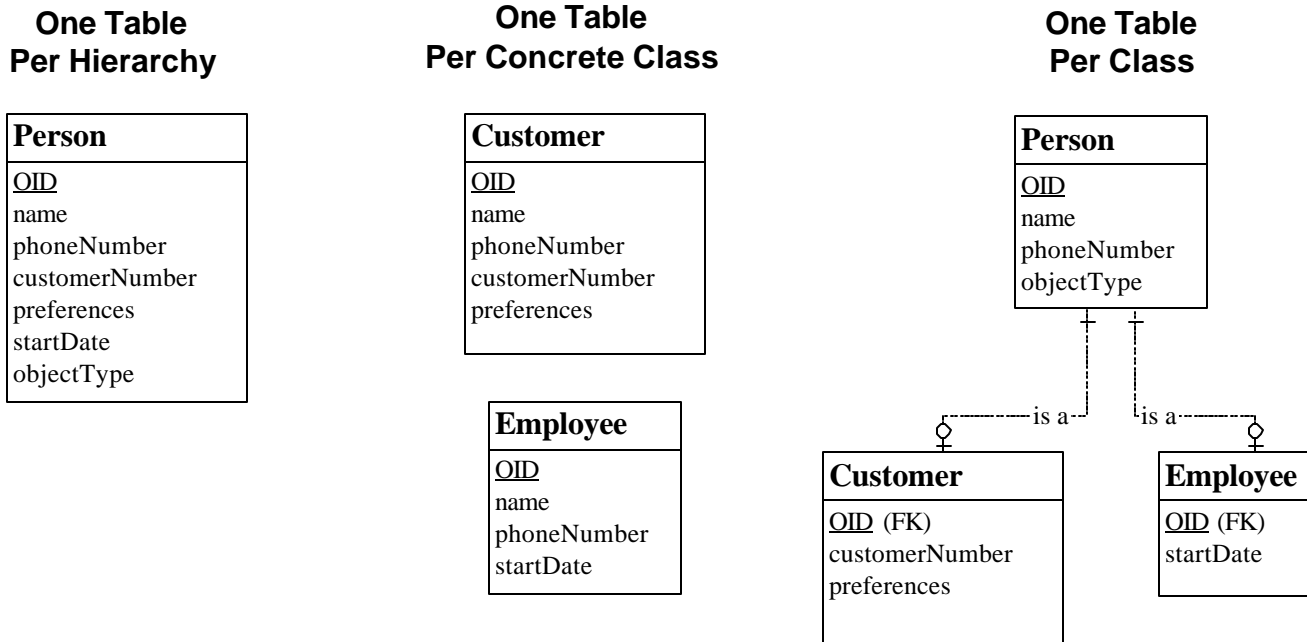 One Table
Per Hierarchy
Person
OID
name
phoneNumber
customerNumber
preferences
startDate
objectType
One Table
Per Concrete Class
Customer
OID
name
phoneNumber
customerNumber
preferences
Employee
OID
name
phoneNumber
startDate
One Table
Per Class
Person
OID
name
phoneNumber
objectType
is a
is a
Customer
OID (FK)
customerNumber
preferences
Employee
OID (FK)
startDate